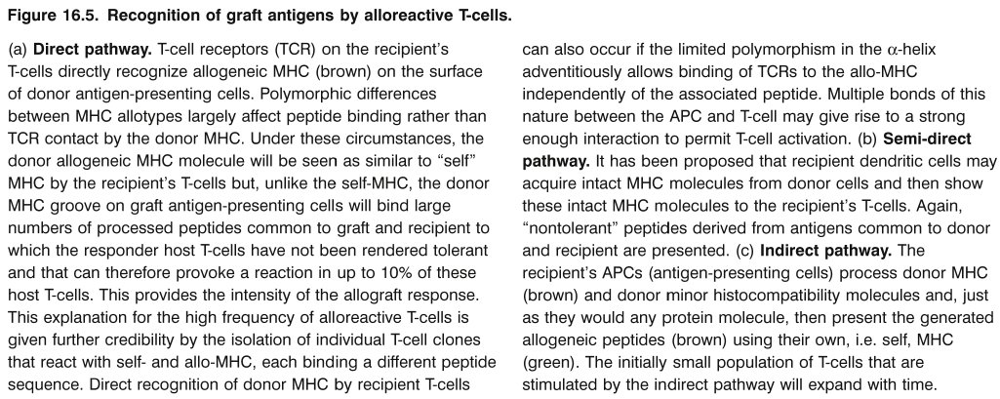 Figure 16.5. Recognition of graft antigens by alloreactive T-cells.
(a) Direct pathway. T-cell receptors (TCR) on the recipient's
T-cells directly recognize allogeneic MHC (brown) on the surface
of donor antigen-presenting cells. Polymorphic differences
between MHC allotypes largely affect peptide binding rather than
TCR contact by the donor MHC. Under these circumstances, the
donor allogeneic MHC molecule will be seen as similar to “self”
MHC by the recipient's T-cells but, unlike the self-MHC, the donor
MHC groove on graft antigen-presenting cells will bind large
numbers of processed peptides common to graft and recipient to
which the responder host T-cells have not been rendered tolerant
and that can therefore provoke a reaction in up to 10% of these
host T-cells. This provides the intensity of the allograft response.
This explanation for the high frequency of alloreactive T-cells is
given further credibility by the isolation of individual T-cell clones
that react with self- and allo-MHC, each binding a different peptide
sequence. Direct recognition of donor MHC by recipient T-cells
can also occur if the limited polymorphism in the α-helix
adventitiously allows binding of TCRs to the allo-MHC
independently of the associated peptide. Multiple bonds of this
nature between the APC and T-cell may give rise to a strong
enough interaction to permit T-cell activation. (b) Semi-direct
pathway. It has been proposed that recipient dendritic cells may
acquire intact MHC molecules from donor cells and then show
these intact MHC molecules to the recipient's T-cells. Again,
“nontolerant” peptides derived from antigens common to donor
and recipient are presented. (c) Indirect pathway. The
recipient's APCs (antigen-presenting cells) process donor MHC
(brown) and donor minor histocompatibility molecules and, just
as they would any protein molecule, then present the generated
allogeneic peptides (brown) using their own, i.e. self, MHC
(green). The initially small population of T-cells that are
stimulated by the indirect pathway will expand with time.